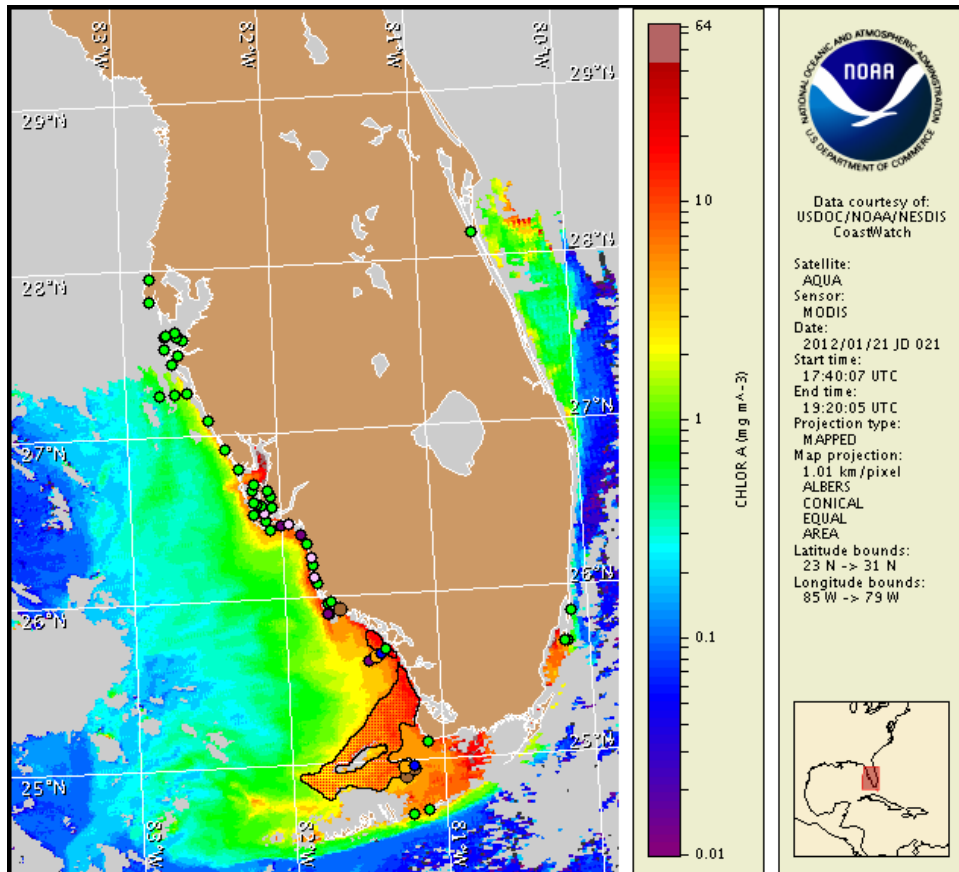 83°W
82°W
81°W
80°W
29°N
29°N
28°N
28°N
27°N
27°N
26°N
26°N
25°N
25°N
83°W
82°W
81°W
64
10
1
0.1
0.01
CHLOR A (mg m^-3)
NATIONAL OCEANIC AND ATMOSPHERIC ADMINISTRATION
NOAA
U.S. DEPARTMENT OF COMMERCE
Data courtesy of:
USDOC/NOAA/NESDIS
CoastWatch
Satellite:
AQUA
Sensor:
MODIS
Date:
2012/01/21 JD 021
Start time:
17:40:07 UTC
End time:
19:20:05 UTC
Projection type:
MAPPED
Map projection:
1.01 km/pixel
ALBERS
CONICAL
EQUAL
AREA
Latitude bounds:
23 N -> 31 N
Longitude bounds:
85 W -> 79 W